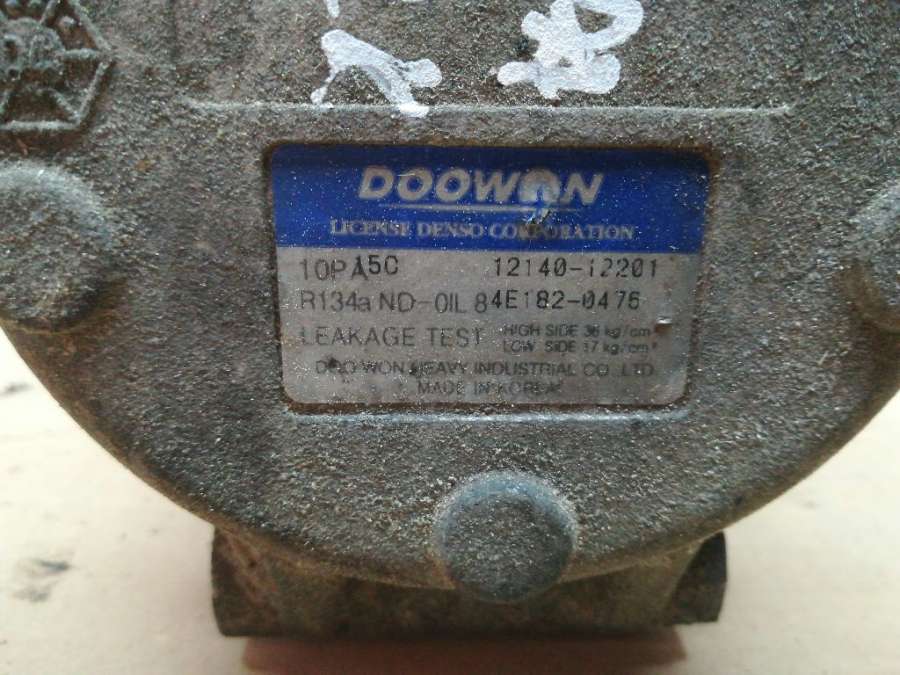 DOOWON
LICENSE DENSO CORPORATION
10PA15C 12140-12201
R134a ND-OIL 8 4E182-0476
LEAKAGE TEST HIGH SIDE 36 kg/cm²
LOW SIDE 17 kg/cm²
DOO WON HEAVY INDUSTRIAL CO. LTD.
MADE IN KOREA